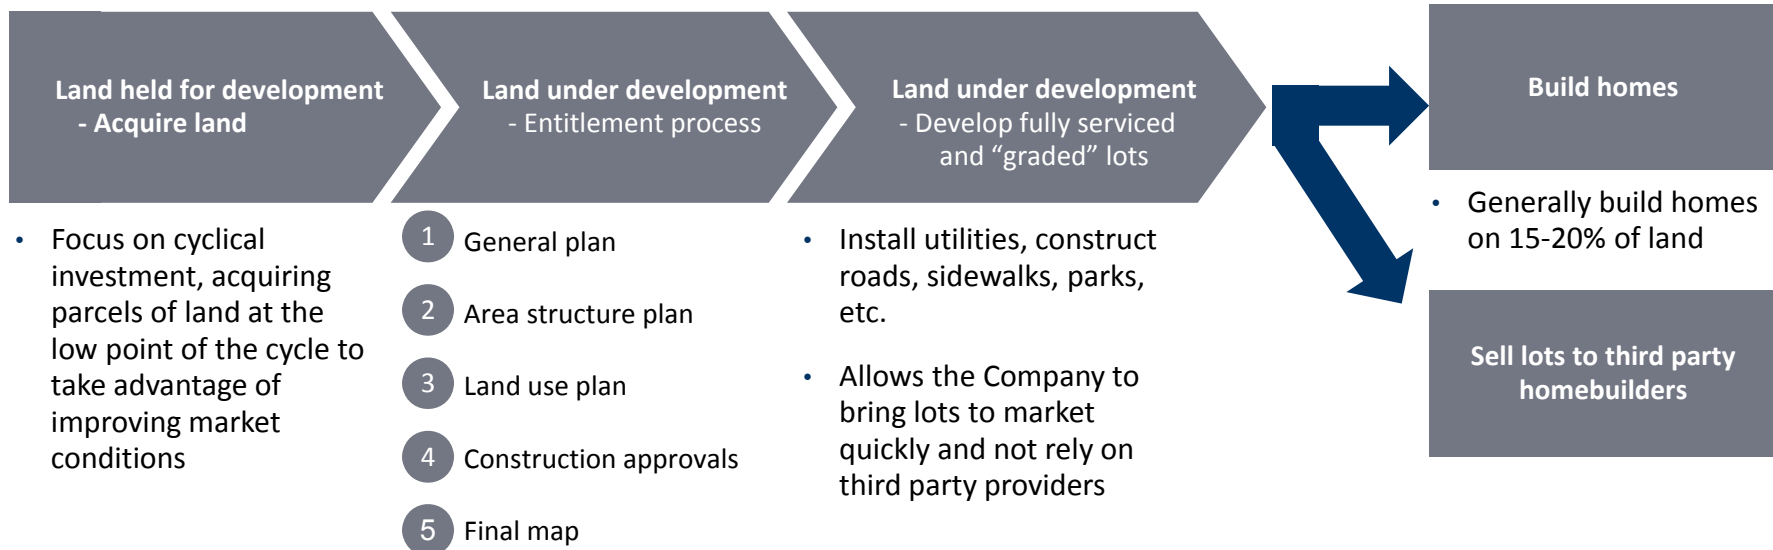 Land held for development
- Acquire land
• Focus on cyclical
investment, acquiring
parcels of land at the
low point of the cycle to
take advantage of
improving market
conditions
Land under development
- Entitlement process
1 General plan
2 Area structure plan
3 Land use plan
4 Construction approvals
5 Final map
Land under development
- Develop fully serviced
and “graded” lots
• Install utilities, construct
roads, sidewalks, parks,
etc.
• Allows the Company to
bring lots to market
quickly and not rely on
third party providers
Build homes
• Generally build homes
on 15-20% of land
Sell lots to third party
homebuilders